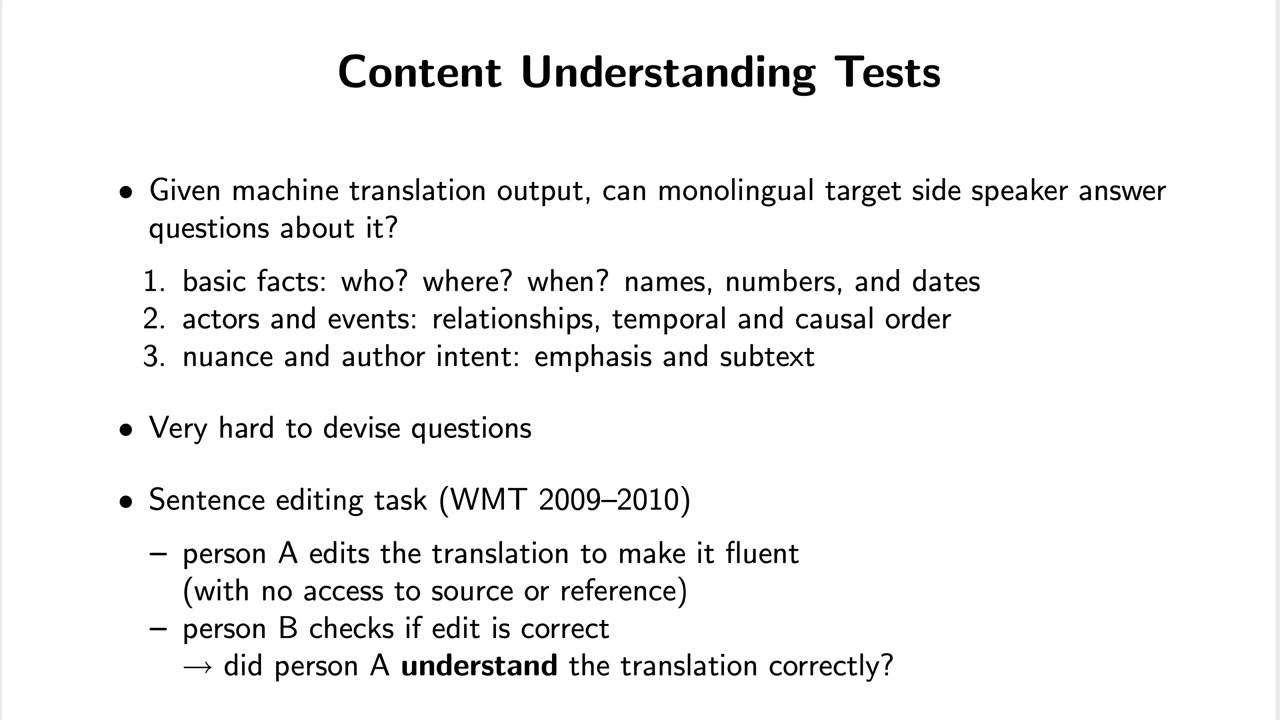 Content Understanding Tests
• Given machine translation output, can monolingual target side speaker answer
questions about it?
1. basic facts: who? where? when? names, numbers, and dates
2. actors and events: relationships, temporal and causal order
3. nuance and author intent: emphasis and subtext
• Very hard to devise questions
• Sentence editing task (WMT 2009–2010)
– person A edits the translation to make it fluent
(with no access to source or reference)
– person B checks if edit is correct
→ did person A understand the translation correctly?